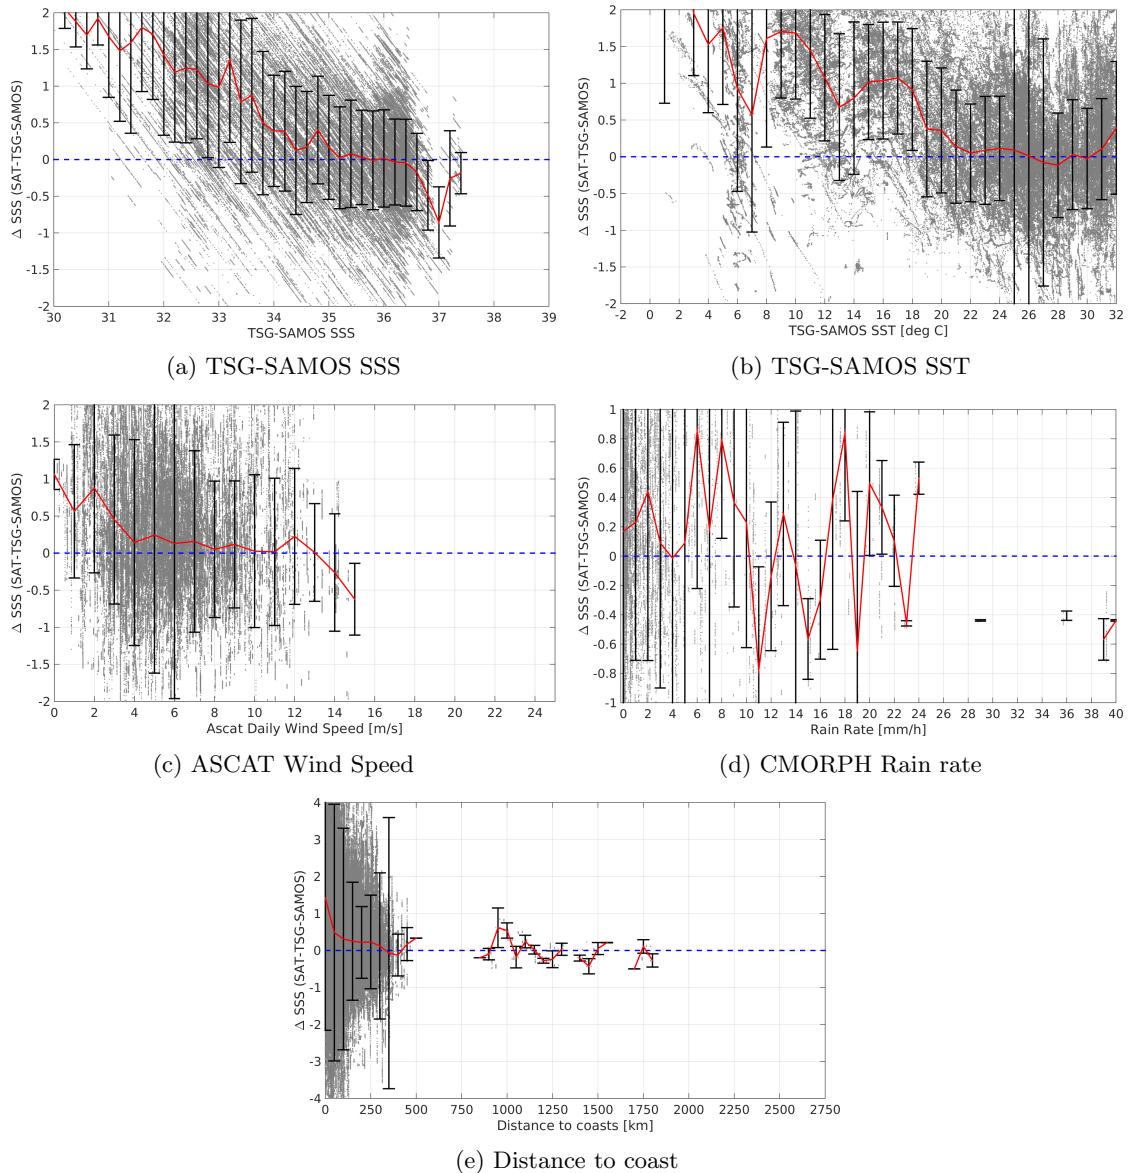 2
1.5
1
0.5
0
-0.5
-1
-1.5
-2
30 31 32 33 34 35 36 37 38 39
TSG-SAMOS SSS
Δ SSS (SAT-TSG-SAMOS)
(a) TSG-SAMOS SSS
2
1.5
1
0.5
0
-0.5
-1
-1.5
-2
-2 0 2 4 6 8 10 12 14 16 18 20 22 24 26 28 30 32
TSG-SAMOS SST [deg C]
Δ SSS (SAT-TSG-SAMOS)
(b) TSG-SAMOS SST
2
1.5
1
0.5
0
-0.5
-1
-1.5
-2
0 2 4 6 8 10 12 14 16 18 20 22 24
Ascat Daily Wind Speed [m/s]
Δ SSS (SAT-TSG-SAMOS)
(c) ASCAT Wind Speed
1
0.8
0.6
0.4
0.2
0
-0.2
-0.4
-0.6
-0.8
-1
0 2 4 6 8 10 12 14 16 18 20 22 24 26 28 30 32 34 36 38 40
Rain Rate [mm/h]
Δ SSS (SAT-TSG-SAMOS)
(d) CMORPH Rain rate
4
3
2
1
0
-1
-2
-3
-4
0 250 500 750 1000 1250 1500 1750 2000 2250 2500 2750
Distance to coasts [km]
Δ SSS (SAT-TSG-SAMOS)
(e) Distance to coast